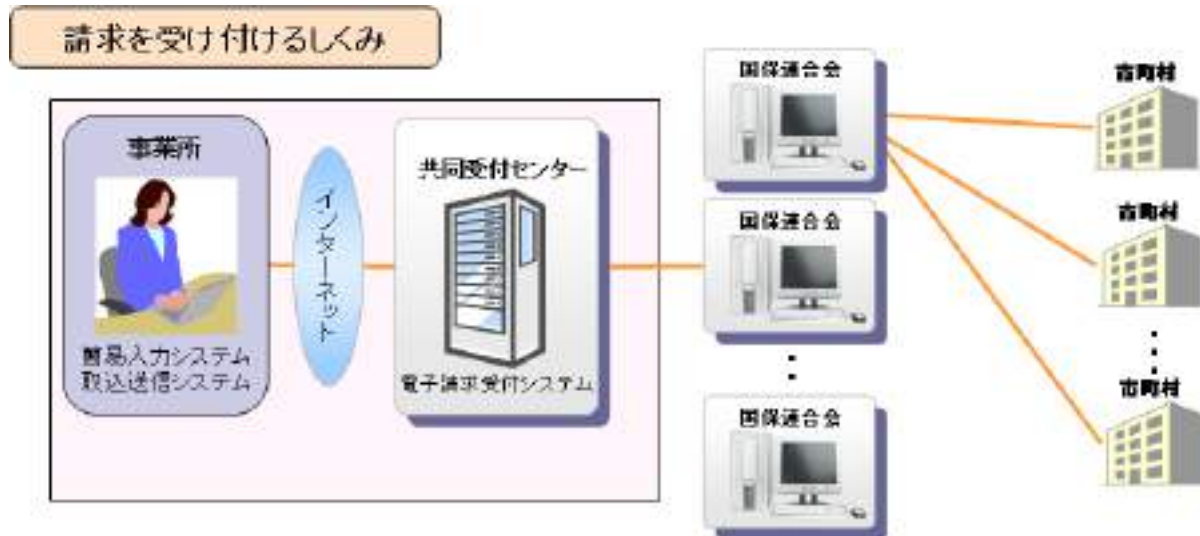 請求を受け付けるしくみ
事業所
簡易入力システム
取込送信システム
インターネット
共同受付センター
電子請求受付システム
国保連合会
国保連合会
国保連合会
市町村
市町村
市町村